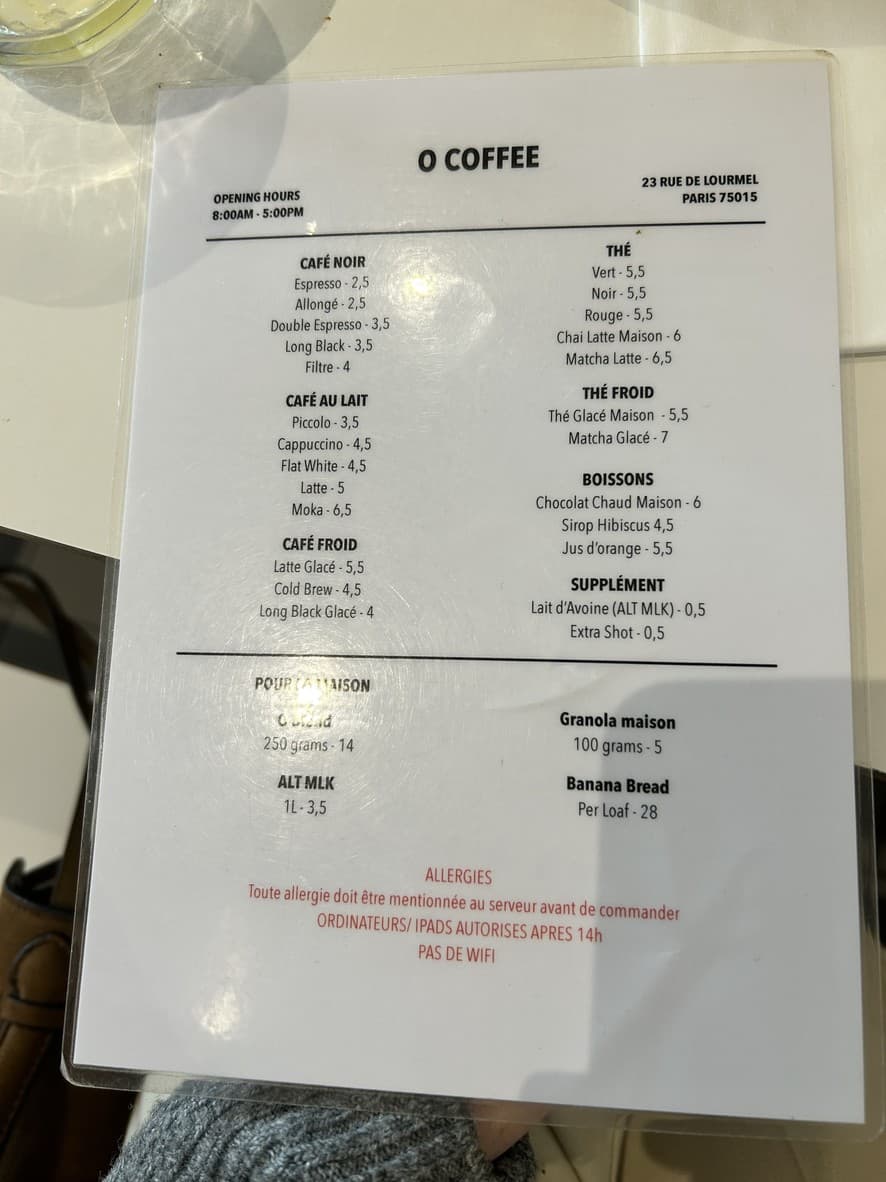 O COFFEE
OPENING HOURS
8:00AM - 5:00PM
23 RUE DE LOURMEL
PARIS 75015
CAFÉ NOIR
Espresso - 2,5
Allongé - 2,5
Double Espresso - 3,5
Long Black - 3,5
Filtre - 4
CAFÉ AU LAIT
Piccolo - 3,5
Cappuccino - 4,5
Flat White - 4,5
Latte - 5
Moka - 6,5
CAFÉ FROID
Latte Glacé - 5,5
Cold Brew - 4,5
Long Black Glacé - 4
THÉ
Vert - 5,5
Noir - 5,5
Rouge - 5,5
Chai Latte Maison - 6
Matcha Latte - 6,5
THÉ FROID
Thé Glacé Maison - 5,5
Matcha Glacé - 7
BOISSONS
Chocolat Chaud Maison - 6
Sirop Hibiscus 4,5
Jus d'orange - 5,5
SUPPLÉMENT
Lait d'Avoine (ALT MLK) - 0,5
Extra Shot - 0,5
POUR LA MAISON
O Blend
250 grams - 14
ALT MLK
1L - 3,5
Granola maison
100 grams - 5
Banana Bread
Per Loaf - 28
ALLERGIES
Toute allergie doit être mentionnée au serveur avant de commander
ORDINATEURS/ IPADS AUTORISES APRES 14h
PAS DE WIFI